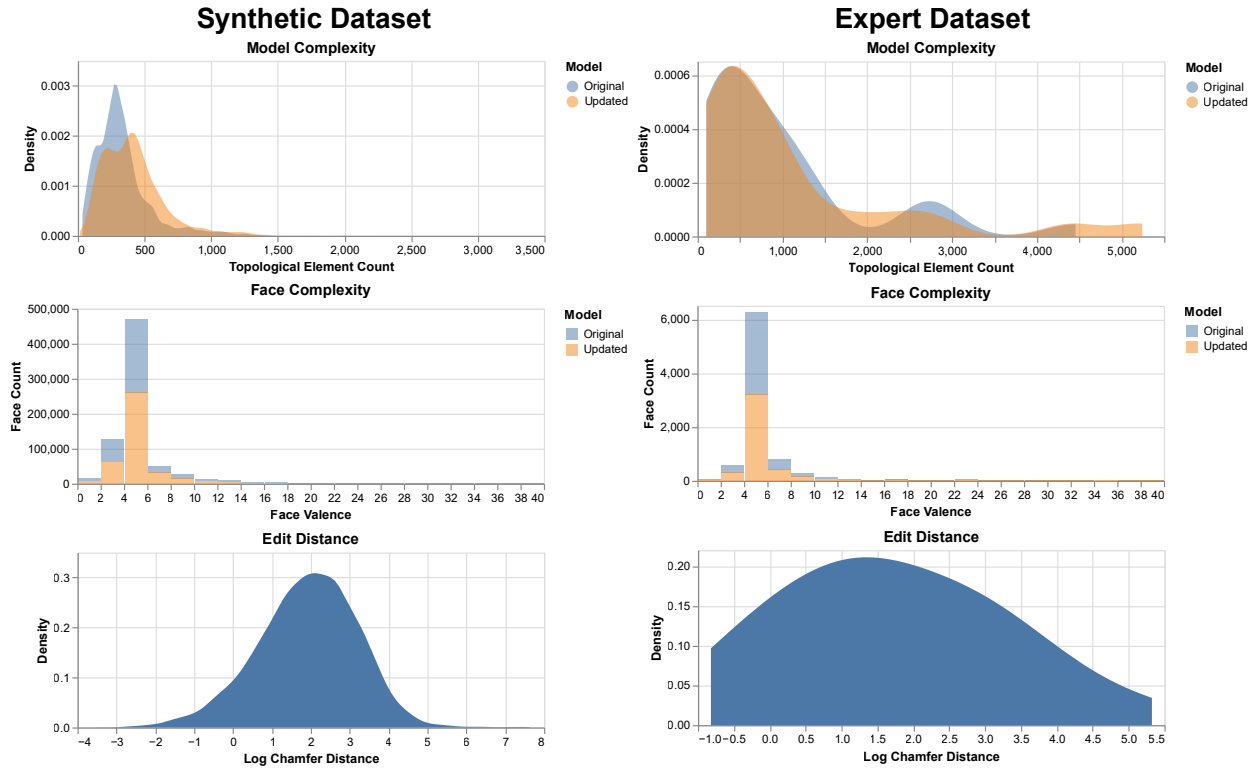 Synthetic Dataset
Model Complexity
Density
0.003
0.002
0.001
0.000
0 500 1,000 1,500 2,000 2,500 3,000 3,500
Topological Element Count
Model
Original
Updated
Face Complexity
Face Count
500,000
400,000
300,000
200,000
100,000
0
0 2 4 6 8 10 12 14 16 18 20 22 24 26 28 30 32 34 36 38 40
Face Valence
Model
Original
Updated
Edit Distance
Density
0.3
0.2
0.1
0.0
−4 −3 −2 −1 0 1 2 3 4 5 6 7 8
Log Chamfer Distance
Expert Dataset
Model Complexity
Density
0.0006
0.0004
0.0002
0.0000
0 1,000 2,000 3,000 4,000 5,000
Topological Element Count
Model
Original
Updated
Face Complexity
Face Count
6,000
4,000
2,000
0
0 2 4 6 8 10 12 14 16 18 20 22 24 26 28 30 32 34 36 38 40
Face Valence
Model
Original
Updated
Edit Distance
Density
0.20
0.15
0.10
0.05
0.00
−1.0 −0.5 0.0 0.5 1.0 1.5 2.0 2.5 3.0 3.5 4.0 4.5 5.0 5.5
Log Chamfer Distance